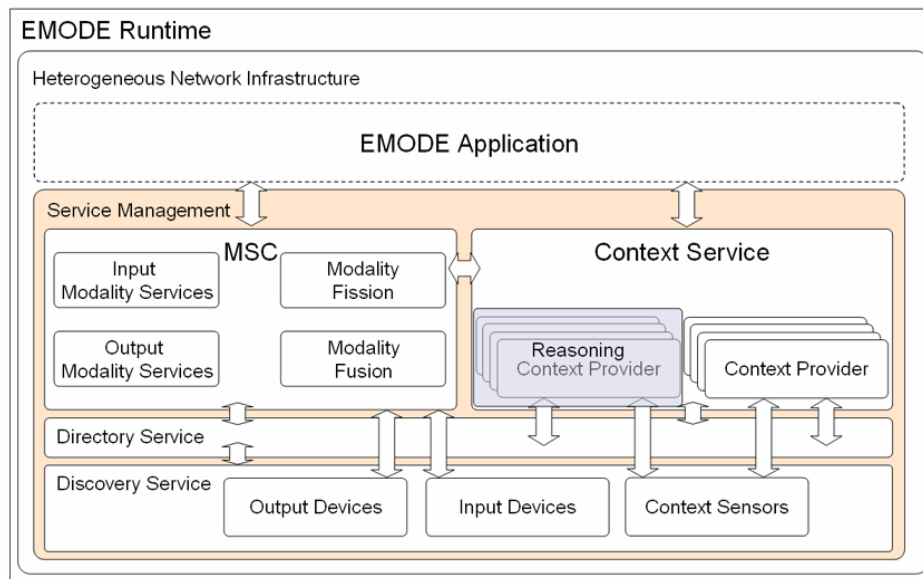 EMODE Runtime
Heterogeneous Network Infrastructure
EMODE Application
Service Management
MSC
Input
Modality Services
Modality
Fission
Output
Modality Services
Modality
Fusion
Context Service
Reasoning
Context Provider
Context Provider
Directory Service
Discovery Service
Output Devices
Input Devices
Context Sensors